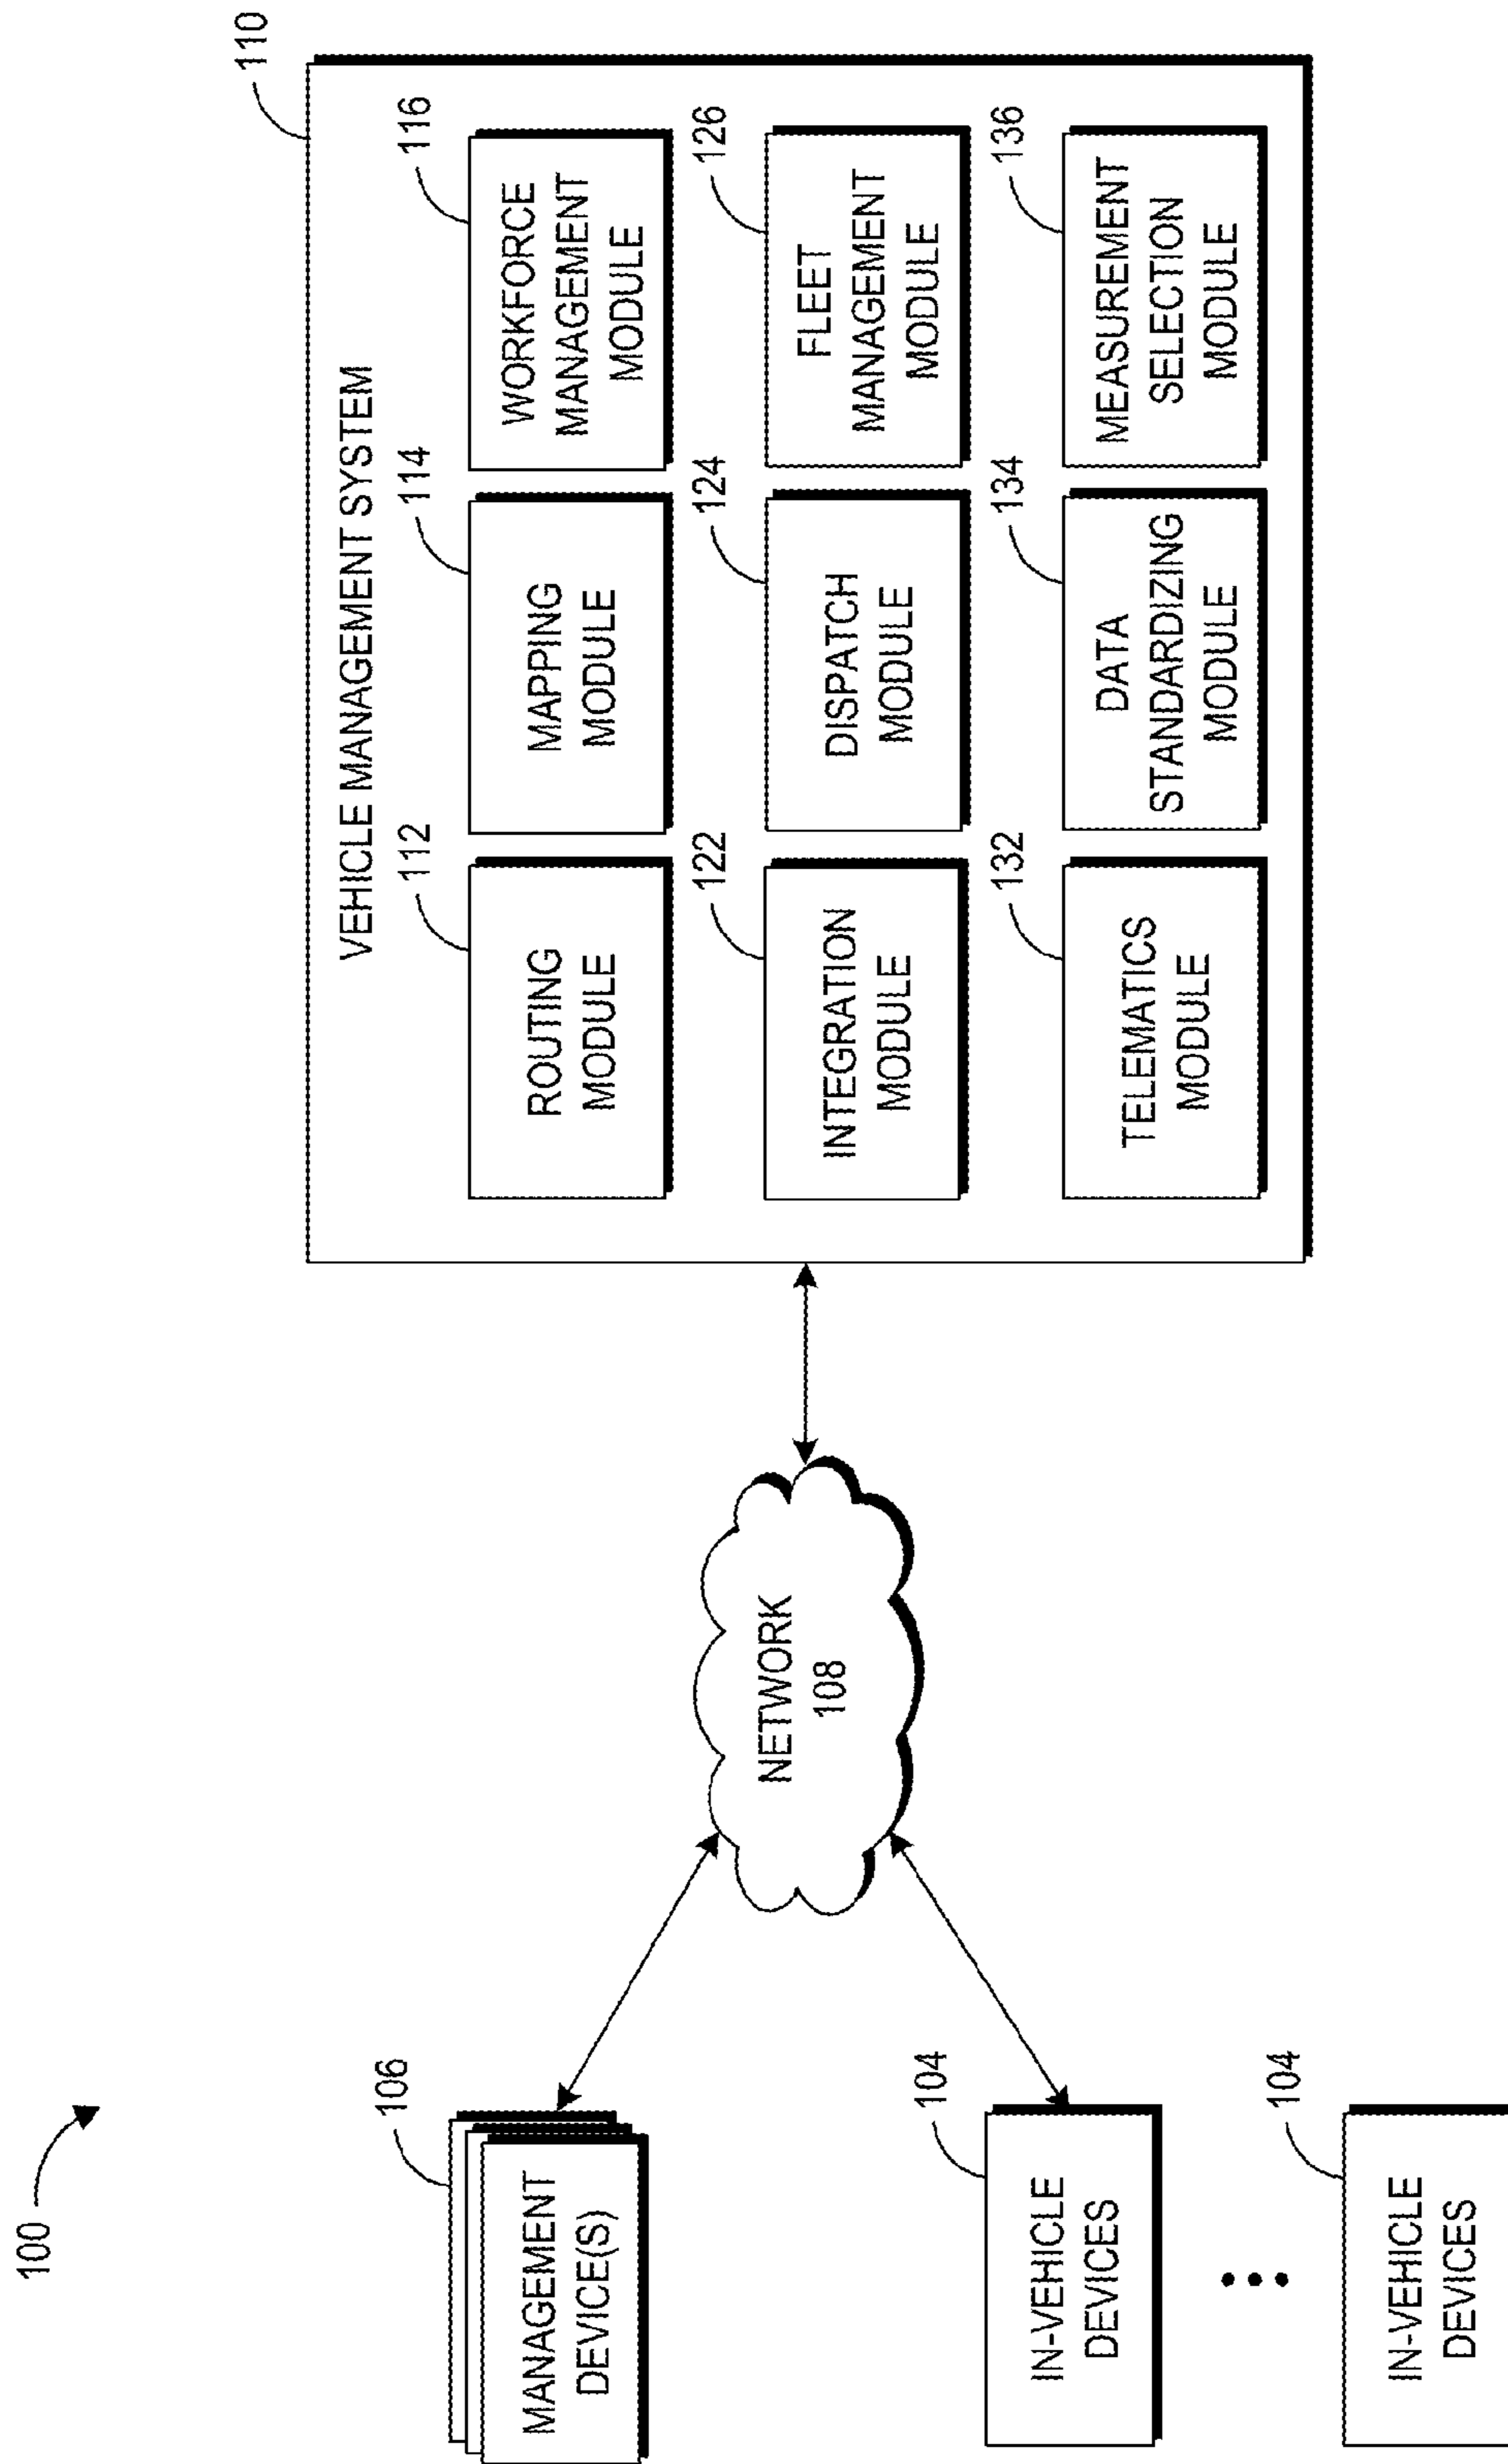 100
106
MANAGEMENT
DEVICE(S)
104
IN-VEHICLE
DEVICES
104
IN-VEHICLE
DEVICES
NETWORK
108
110
VEHICLE MANAGEMENT SYSTEM
112
ROUTING
MODULE
114
MAPPING
MODULE
116
WORKFORCE
MANAGEMENT
MODULE
122
INTEGRATION
MODULE
124
DISPATCH
MODULE
126
FLEET
MANAGEMENT
MODULE
132
TELEMATICS
MODULE
134
DATA
STANDARDIZING
MODULE
136
MEASUREMENT
SELECTION
MODULE